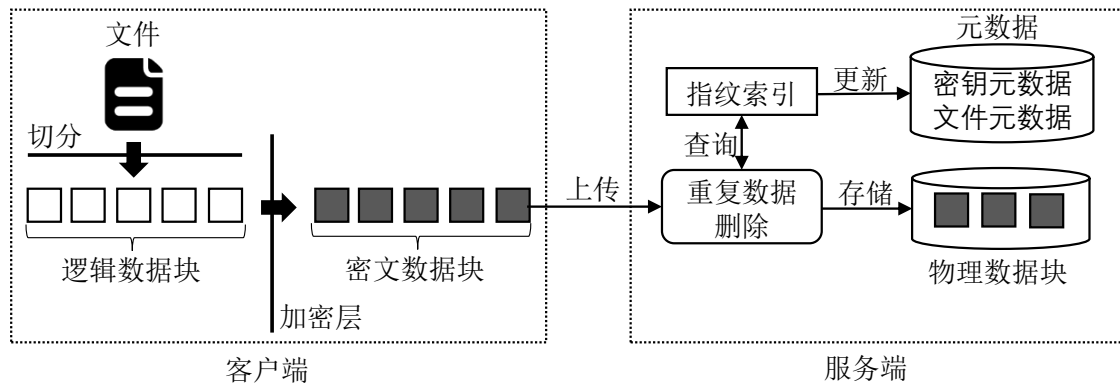 文件
切分
逻辑数据块
加密层
密文数据块
客户端
上传
指纹索引
查询
重复数据
删除
更新
元数据
密钥元数据
文件元数据
存储
物理数据块
服务端